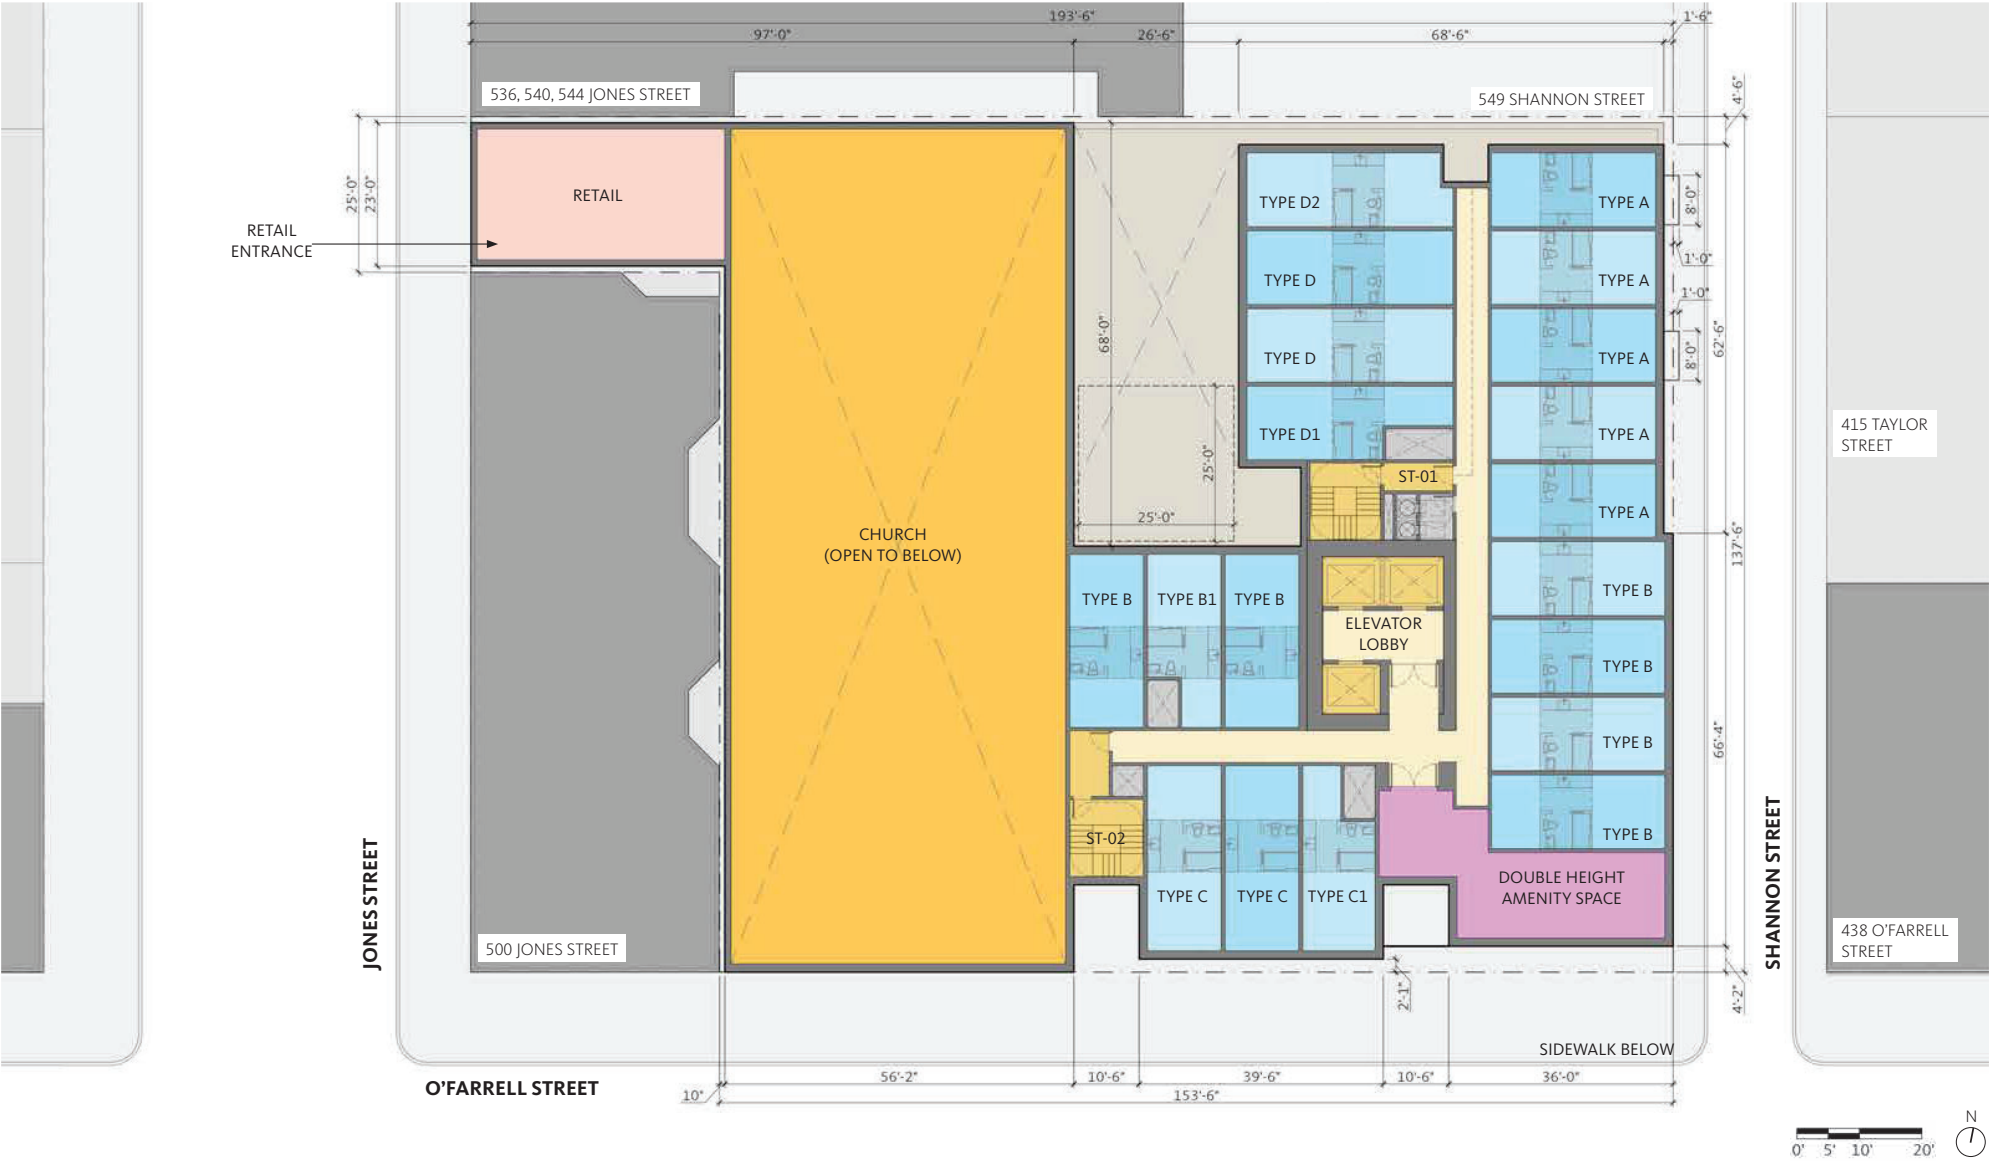 193'-6"
1'-6"
97'-0"
26'-6"
68'-6"
536, 540, 544 JONES STREET
549 SHANNON STREET
4'-6"
25'-0"
23'-0"
RETAIL
RETAIL
ENTRANCE
TYPE D2
TYPE A
8'-0"
TYPE D
TYPE A
1'-0"
1'-0"
68'-0"
TYPE D
TYPE A
8'-0"
62'-6"
TYPE D1
TYPE A
415 TAYLOR
STREET
25'-0"
ST-01
TYPE A
25'-0"
137'-6"
CHURCH
(OPEN TO BELOW)
TYPE B
TYPE B1
TYPE B
TYPE B
ELEVATOR
LOBBY
TYPE B
TYPE B
66'-4"
ST-02
TYPE B
TYPE C
TYPE C
TYPE C1
DOUBLE HEIGHT
AMENITY SPACE
JONES STREET
SHANNON STREET
500 JONES STREET
438 O'FARRELL
STREET
2'-1"
4'-2"
SIDEWALK BELOW
O'FARRELL STREET
56'-2"
10'-6"
39'-6"
10'-6"
36'-0"
10"
153'-6"
N
0' 5' 10' 20'